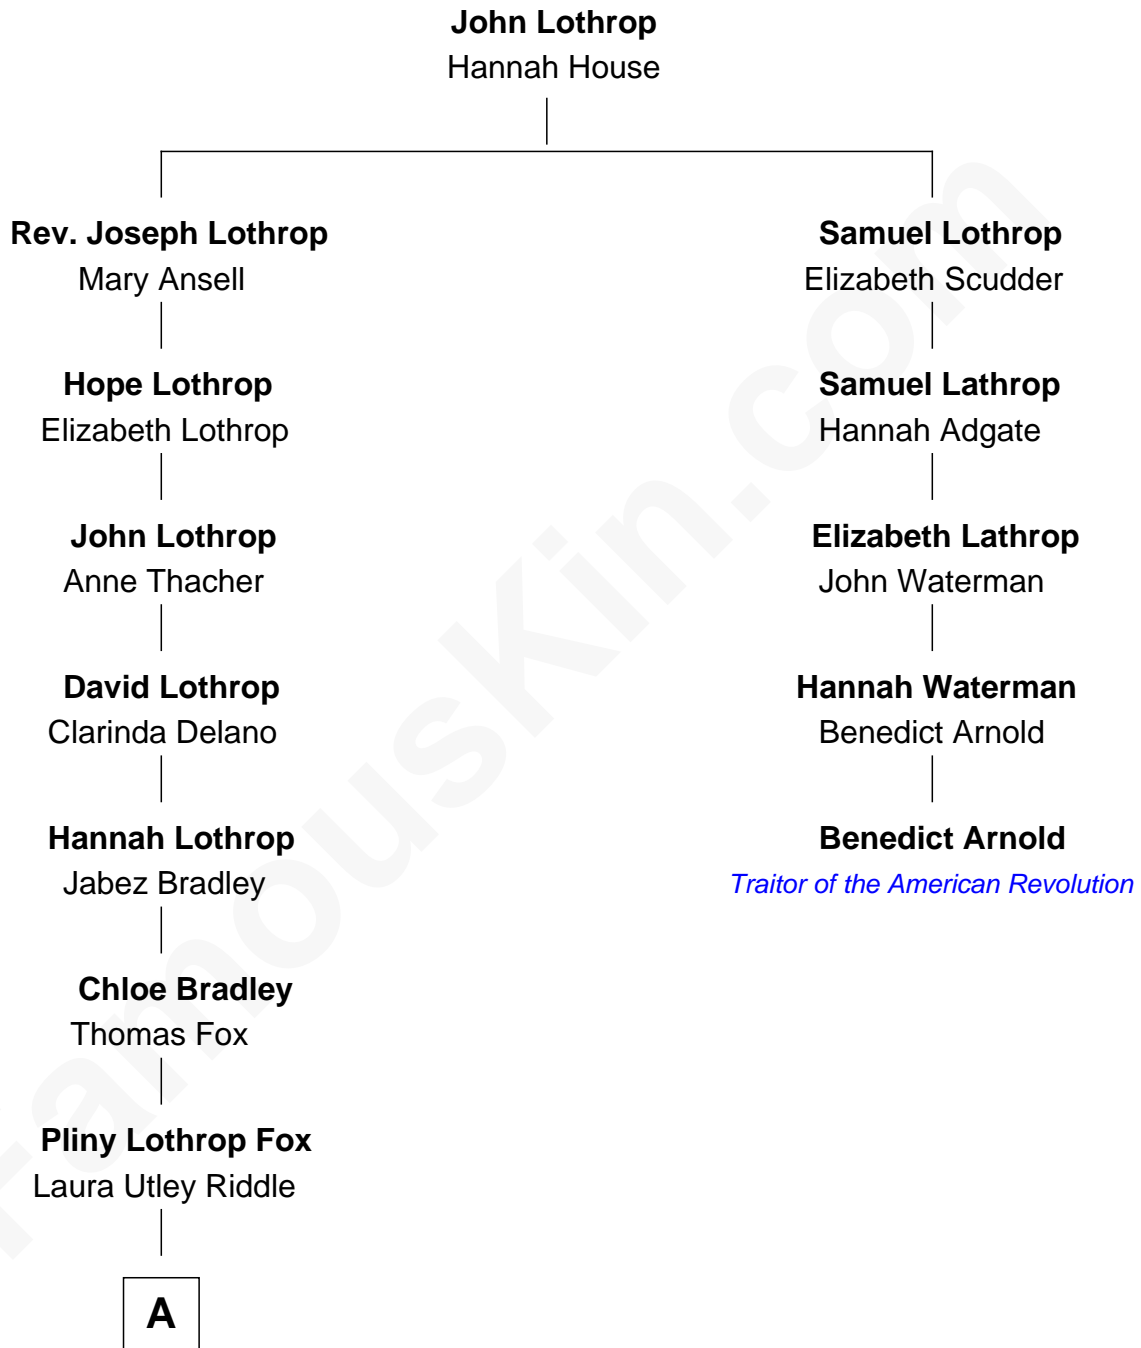 John Lothrop
Hannah House
Rev. Joseph Lothrop
Mary Ansell
Samuel Lothrop
Elizabeth Scudder
Hope Lothrop
Elizabeth Lothrop
Samuel Lathrop
Hannah Adgate
John Lothrop
Anne Thacher
Elizabeth Lathrop
John Waterman
David Lothrop
Clarinda Delano
Hannah Waterman
Benedict Arnold
Hannah Lothrop
Jabez Bradley
Benedict Arnold
Traitor of the American Revolution
Chloe Bradley
Thomas Fox
Pliny Lothrop Fox
Laura Utley Riddle
A
FamousKin.com